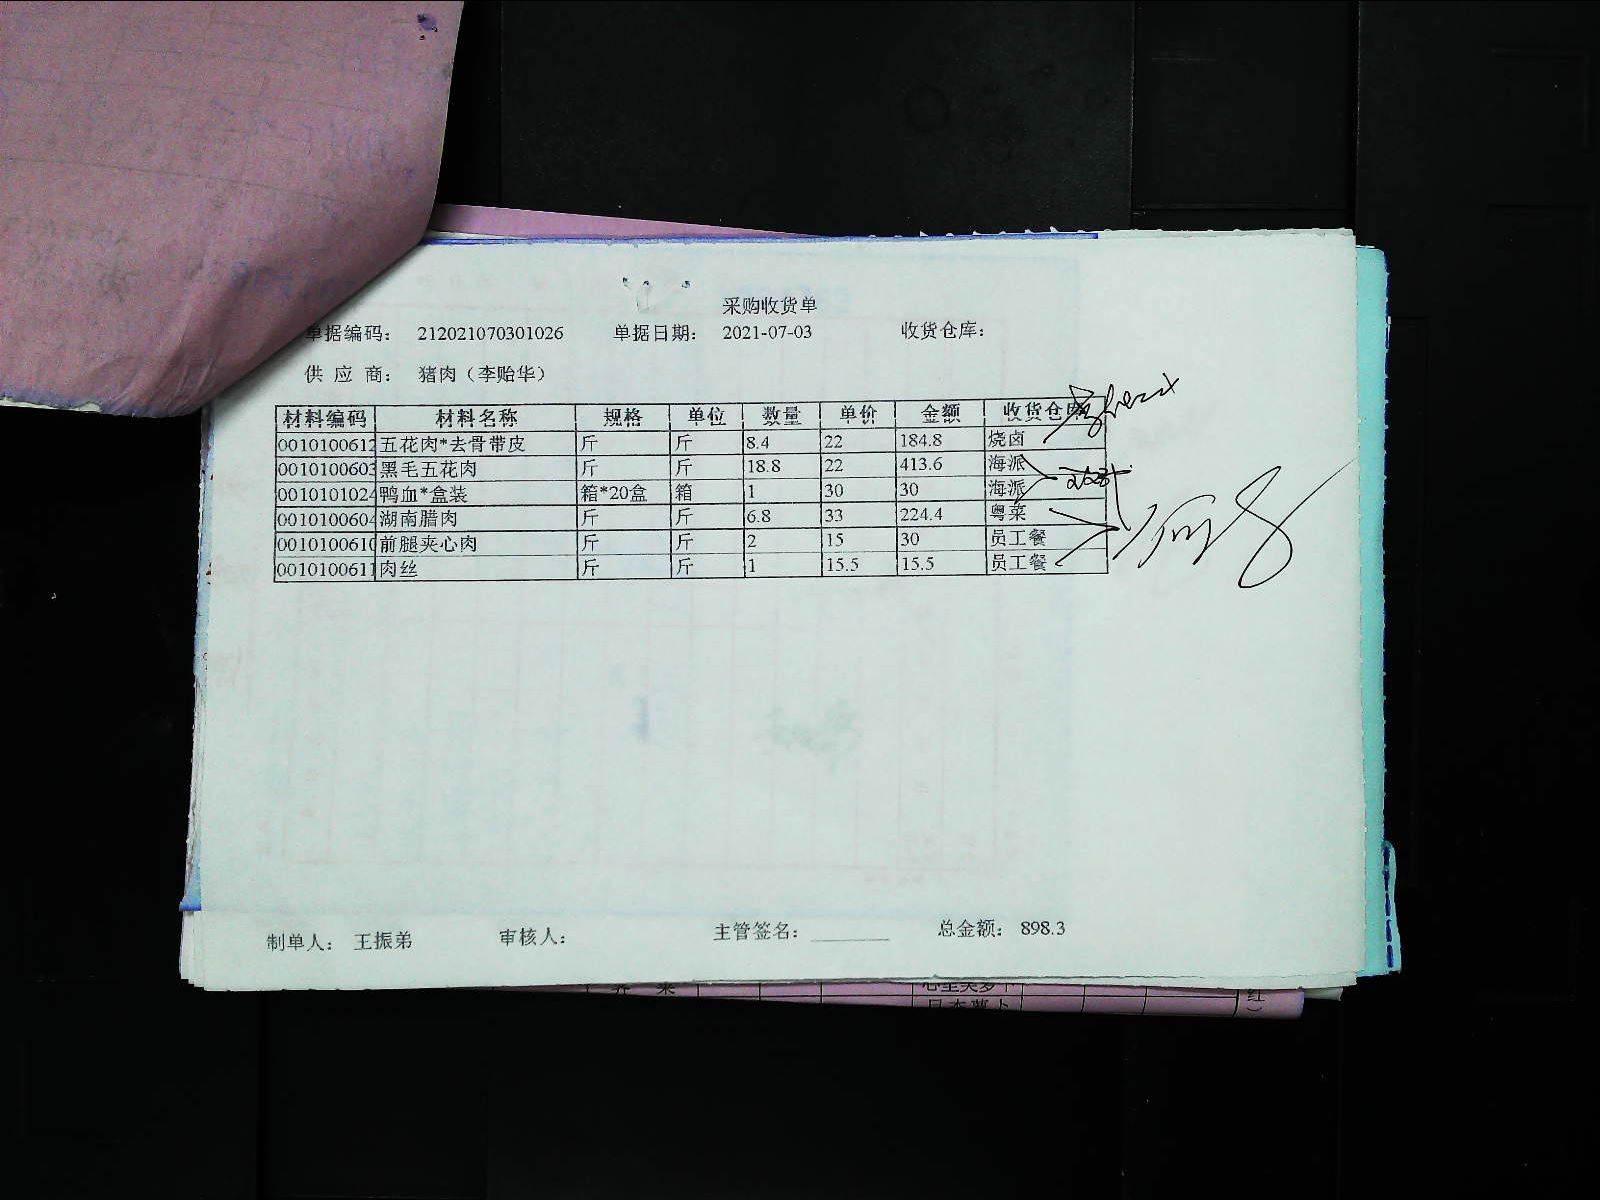 采购收货单
单据编码： 212021070301026 单据日期： 2021-07-03 收货仓库：
供 应 商： 猪肉（李贻华）
材料编码 材料名称 规格 单位 数量 单价 金额 收货仓库
0010100612 五花肉*去骨带皮 斤 斤 8.4 22 184.8 烧卤
0010100603 黑毛五花肉 斤 斤 18.8 22 413.6 海派
0010101024 鸭血*盒装 箱*20盒 箱 1 30 30 海派
0010100604 湖南腊肉 斤 斤 6.8 33 224.4 粤菜
0010100610 前腿夹心肉 斤 斤 2 15 30 员工餐
0010100611 肉丝 斤 斤 1 15.5 15.5 员工餐
制单人： 王振弟 审核人： 主管签名： 总金额： 898.3